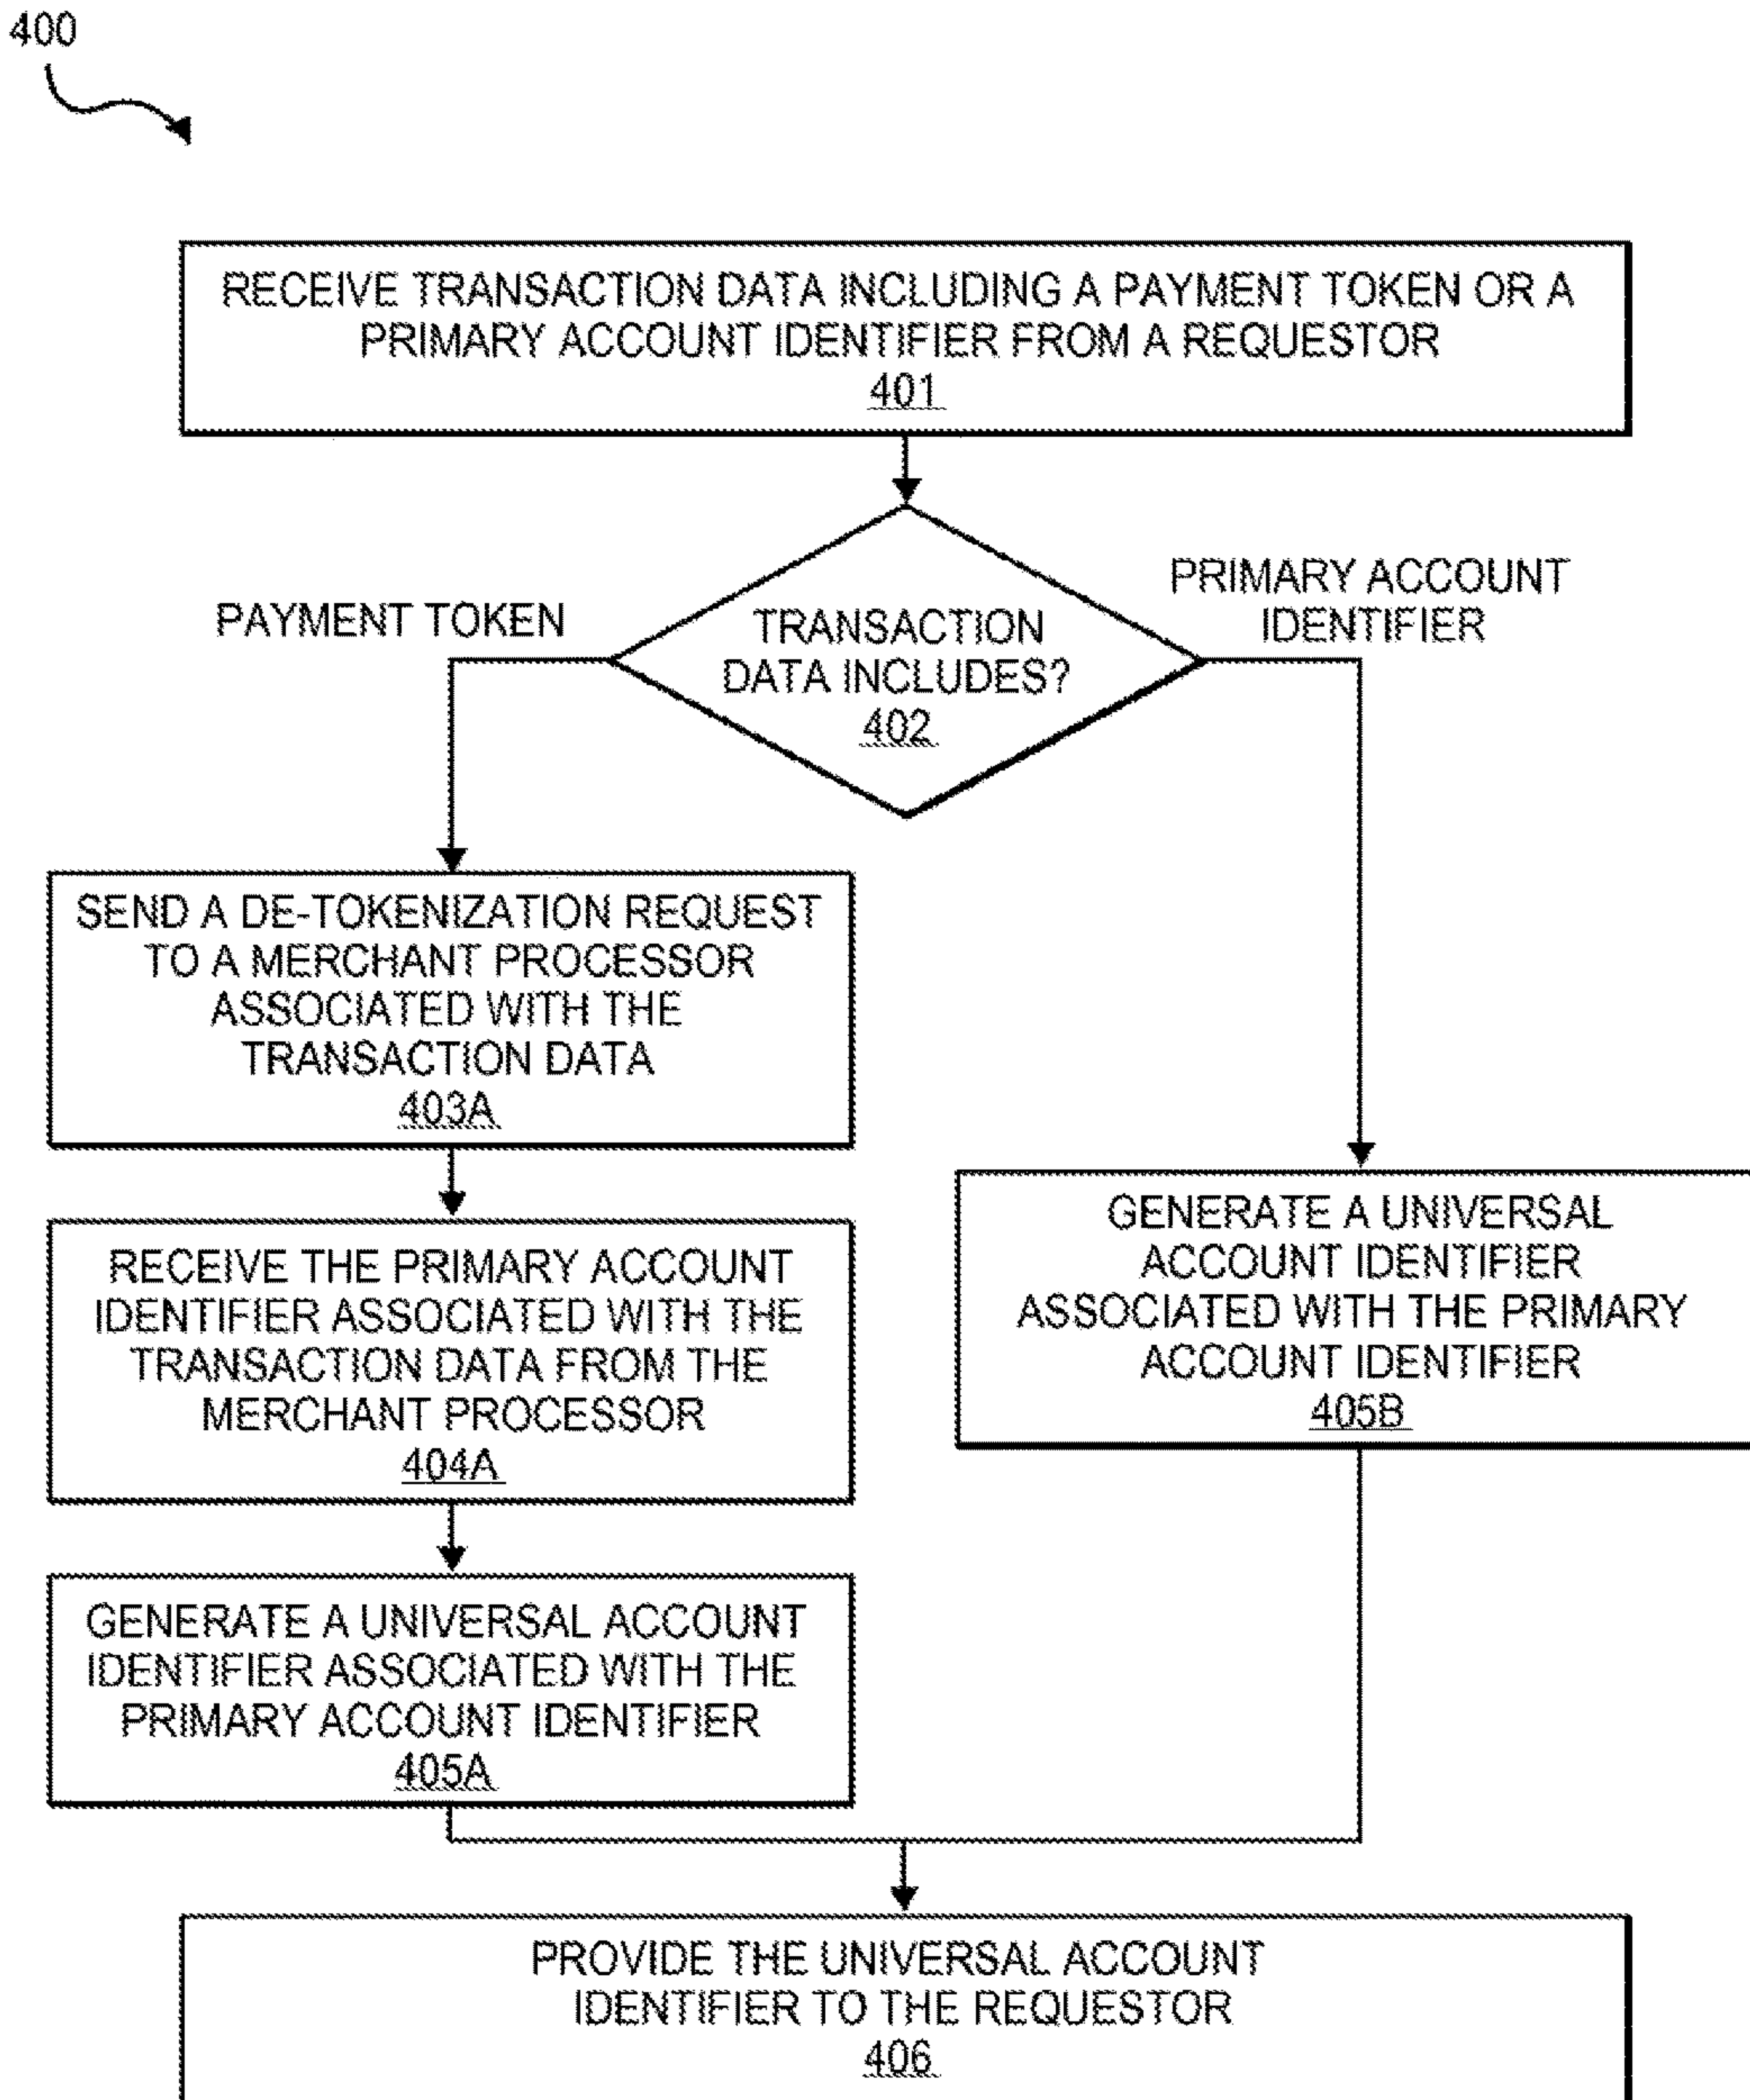 400
RECEIVE TRANSACTION DATA INCLUDING A PAYMENT TOKEN OR A
PRIMARY ACCOUNT IDENTIFIER FROM A REQUESTOR
401
PAYMENT TOKEN
TRANSACTION
DATA INCLUDES?
402
PRIMARY ACCOUNT
IDENTIFIER
SEND A DE-TOKENIZATION REQUEST
TO A MERCHANT PROCESSOR
ASSOCIATED WITH THE
TRANSACTION DATA
403A
RECEIVE THE PRIMARY ACCOUNT
IDENTIFIER ASSOCIATED WITH THE
TRANSACTION DATA FROM THE
MERCHANT PROCESSOR
404A
GENERATE A UNIVERSAL ACCOUNT
IDENTIFIER ASSOCIATED WITH THE
PRIMARY ACCOUNT IDENTIFIER
405A
GENERATE A UNIVERSAL
ACCOUNT IDENTIFIER
ASSOCIATED WITH THE PRIMARY
ACCOUNT IDENTIFIER
405B
PROVIDE THE UNIVERSAL ACCOUNT
IDENTIFIER TO THE REQUESTOR
406